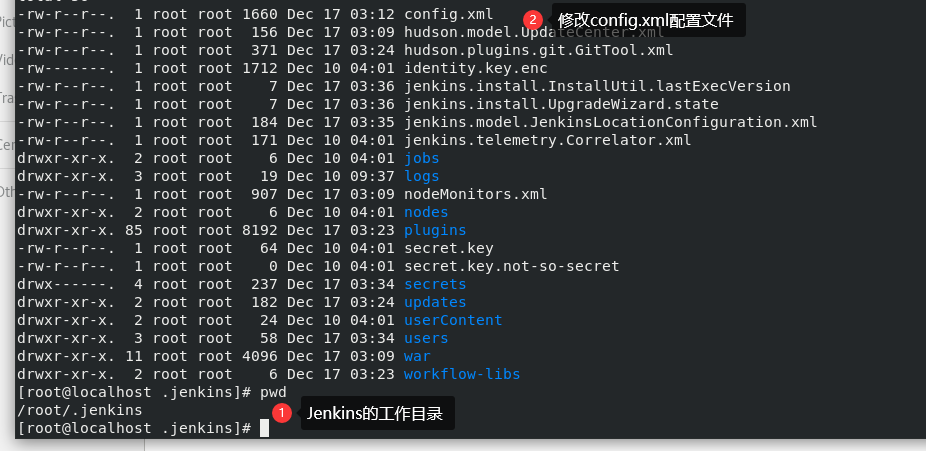 -rw-r--r--. 1 root root 1660 Dec 17 03:12 config.xml
② 修改config.xml配置文件
-rw-r--r--. 1 root root 156 Dec 17 03:09 hudson.model.UpdateCenter.xml
-rw-r--r--. 1 root root 371 Dec 17 03:24 hudson.plugins.git.GitTool.xml
-rw-------. 1 root root 1712 Dec 10 04:01 identity.key.enc
-rw-r--r--. 1 root root 7 Dec 17 03:36 jenkins.install.InstallUtil.lastExecVersion
-rw-r--r--. 1 root root 7 Dec 17 03:36 jenkins.install.UpgradeWizard.state
-rw-r--r--. 1 root root 184 Dec 17 03:35 jenkins.model.JenkinsLocationConfiguration.xml
-rw-r--r--. 1 root root 171 Dec 10 04:01 jenkins.telemetry.Correlator.xml
drwxr-xr-x. 2 root root 6 Dec 10 04:01 jobs
drwxr-xr-x. 3 root root 19 Dec 10 09:37 logs
-rw-r--r--. 1 root root 907 Dec 17 03:09 nodeMonitors.xml
drwxr-xr-x. 2 root root 6 Dec 10 04:01 nodes
drwxr-xr-x. 85 root root 8192 Dec 17 03:23 plugins
-rw-r--r--. 1 root root 64 Dec 10 04:01 secret.key
-rw-r--r--. 1 root root 0 Dec 10 04:01 secret.key.not-so-secret
drwx------. 4 root root 237 Dec 17 03:34 secrets
drwxr-xr-x. 2 root root 182 Dec 17 03:24 updates
drwxr-xr-x. 2 root root 24 Dec 10 04:01 userContent
drwxr-xr-x. 3 root root 58 Dec 17 03:34 users
drwxr-xr-x. 11 root root 4096 Dec 17 03:09 war
drwxr-xr-x. 2 root root 6 Dec 17 03:23 workflow-libs
[root@localhost .jenkins]# pwd
/root/.jenkins
① Jenkins的工作目录
[root@localhost .jenkins]#